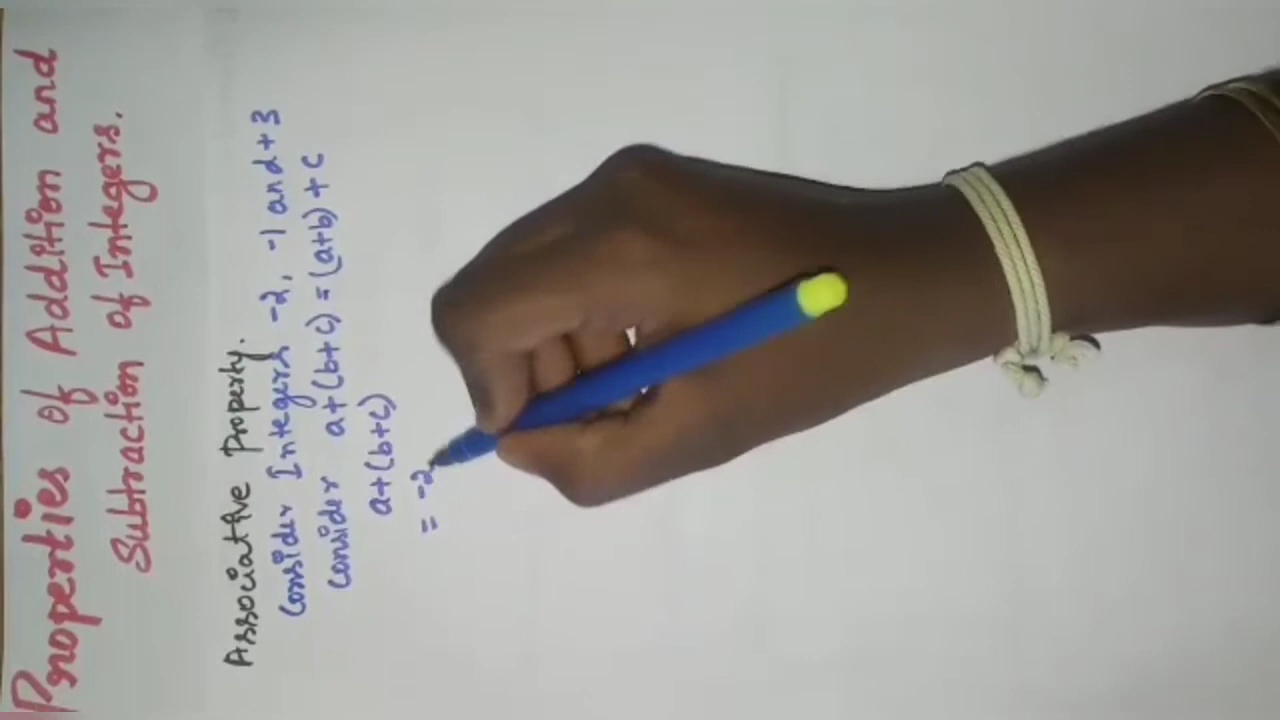 Properties of Addition and
Subtraction of Integers.
Associative Property.
Consider Integers -2, -1 and +3
Consider a+(b+c) = (a+b)+c
a+(b+c)
= -2